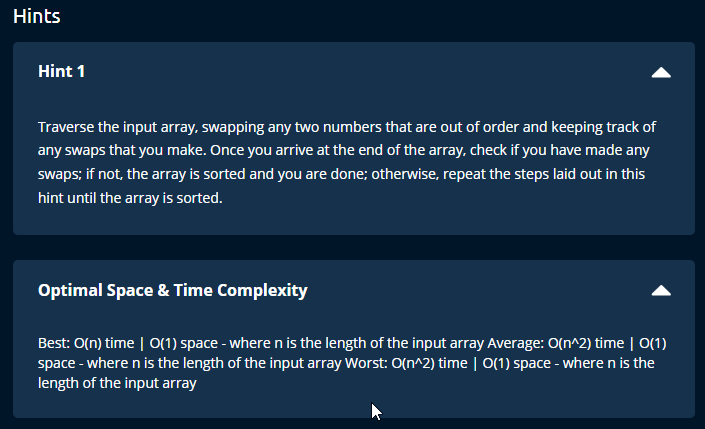 Hints
Hint 1
Traverse the input array, swapping any two numbers that are out of order and keeping track of
any swaps that you make. Once you arrive at the end of the array, check if you have made any
swaps; if not, the array is sorted and you are done; otherwise, repeat the steps laid out in this
hint until the array is sorted.
Optimal Space & Time Complexity
Best: O(n) time | O(1) space - where n is the length of the input array Average: O(n^2) time | O(1)
space - where n is the length of the input array Worst: O(n^2) time | O(1) space - where n is the
length of the input array